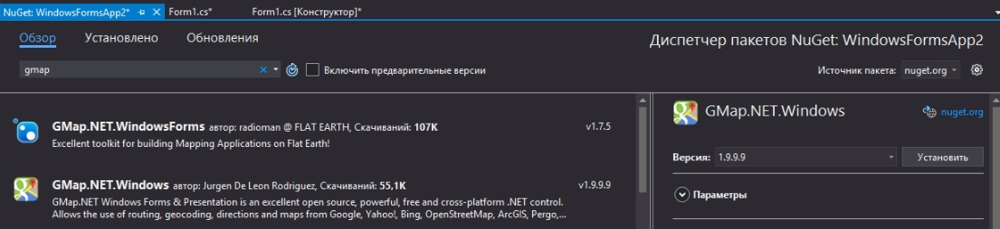 NuGet: WindowsFormsApp2*
Form1.cs*
Form1.cs [Конструктор]*
Обзор
Установлено
Обновления
Диспетчер пакетов NuGet: WindowsFormsApp2
gmap
Включить предварительные версии
Источник пакета: nuget.org
GMap.NET.WindowsForms автор: radioman @ FLAT EARTH, Скачиваний: 107K
v1.7.5
Excellent toolkit for building Mapping Applications on Flat Earth!
GMap.NET.Windows автор: Jurgen De Leon Rodriguez, Скачиваний: 55,1K
v1.9.9.9
GMap.NET Windows Forms & Presentation is an excellent open source, powerful, free and cross-platform .NET control.
Allows the use of routing, geocoding, directions and maps from Google, Yahoo!, Bing, OpenStreetMap, ArcGIS, Pergo,...
GMap.NET.Windows
nuget.org
Версия: 1.9.9.9
Установить
Параметры